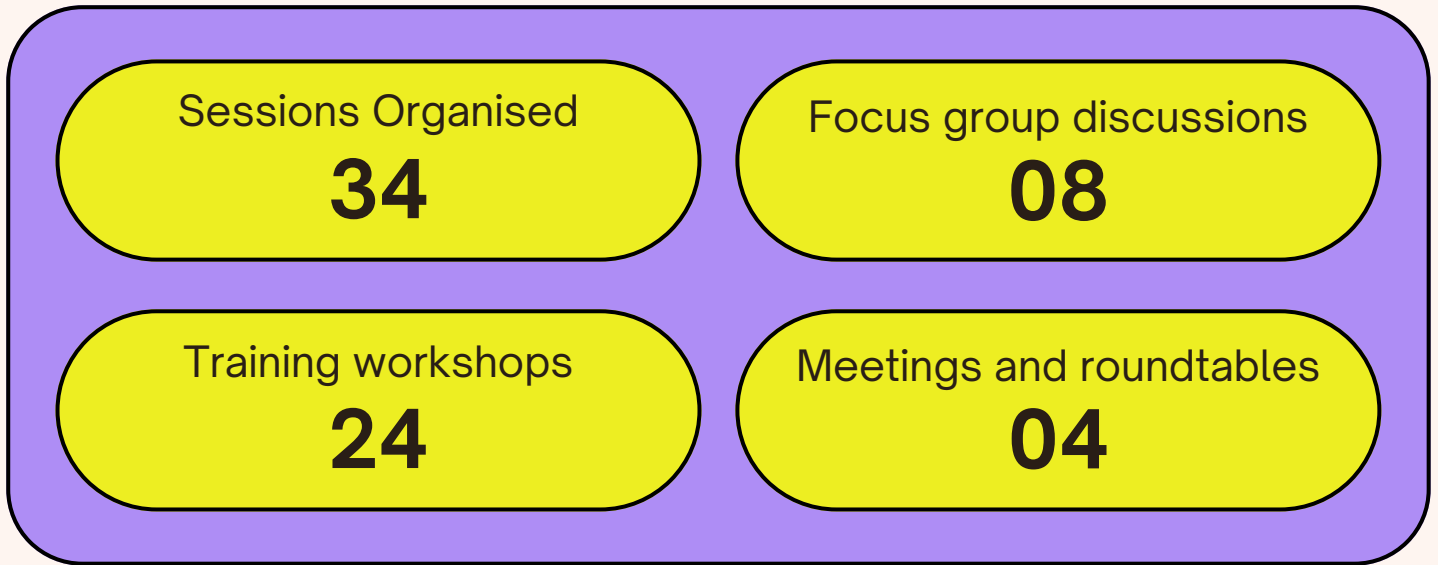 Sessions Organised
34
Focus group discussions
08
Training workshops
24
Meetings and roundtables
04